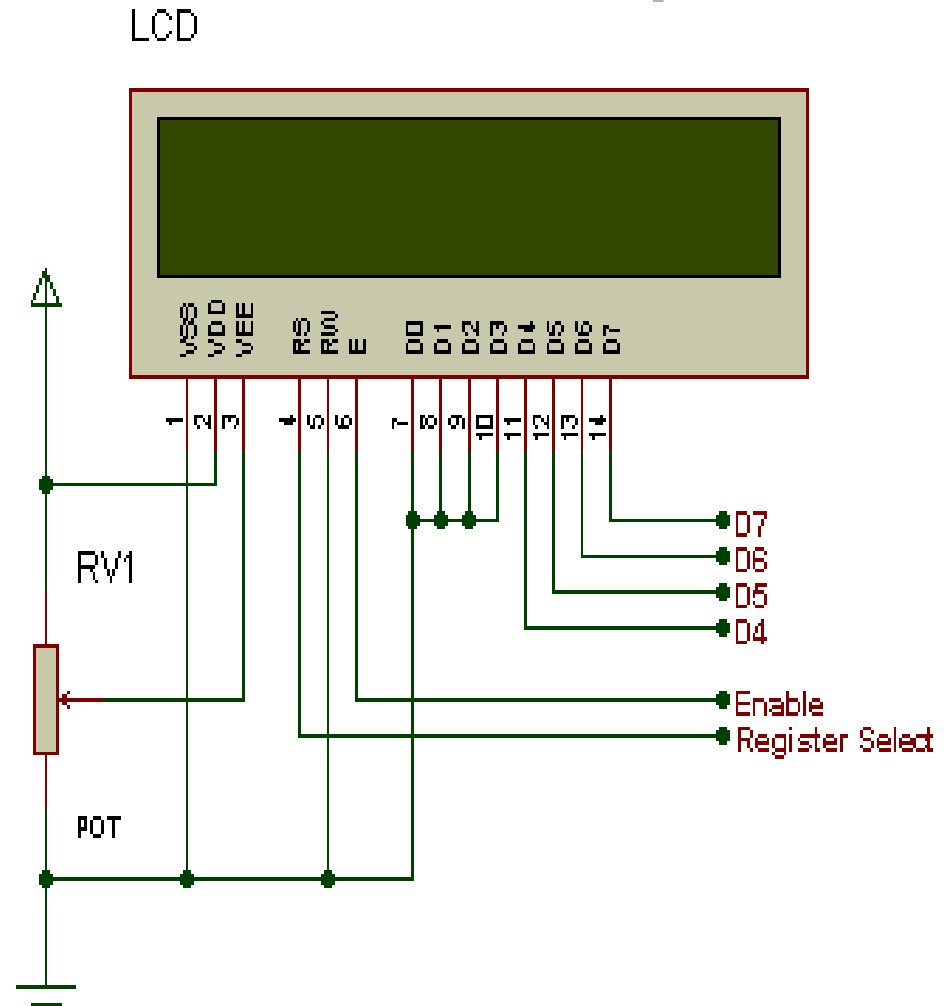 LCD
VSS VDD VEE RS RW E D0 D1 D2 D3 D4 D5 D6 D7
1 2 3 4 5 6 7 8 9 10 11 12 13 14
D7
RV1
D6
D5
D4
Enable
Register Select
POT